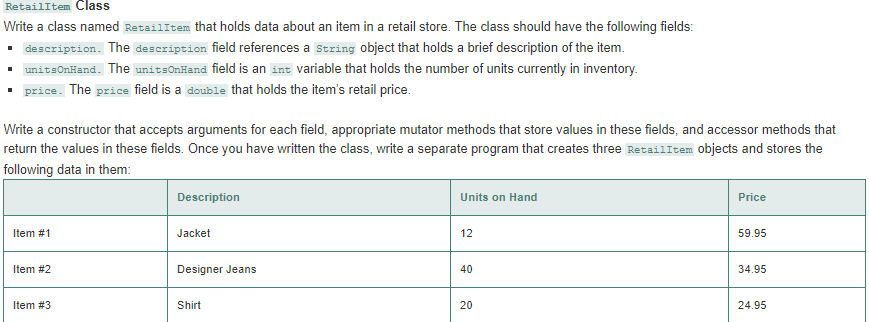 RetailItem Class
Write a class named RetailItem that holds data about an item in a retail store. The class should have the following fields:
▪ description. The description field references a String object that holds a brief description of the item.
▪ unitsOnHand. The unitsOnHand field is an int variable that holds the number of units currently in inventory.
▪ price. The price field is a double that holds the item's retail price.
Write a constructor that accepts arguments for each field, appropriate mutator methods that store values in these fields, and accessor methods that
return the values in these fields. Once you have written the class, write a separate program that creates three RetailItem objects and stores the
following data in them:
Description Units on Hand Price
Item #1 Jacket 12 59.95
Item #2 Designer Jeans 40 34.95
Item #3 Shirt 20 24.95